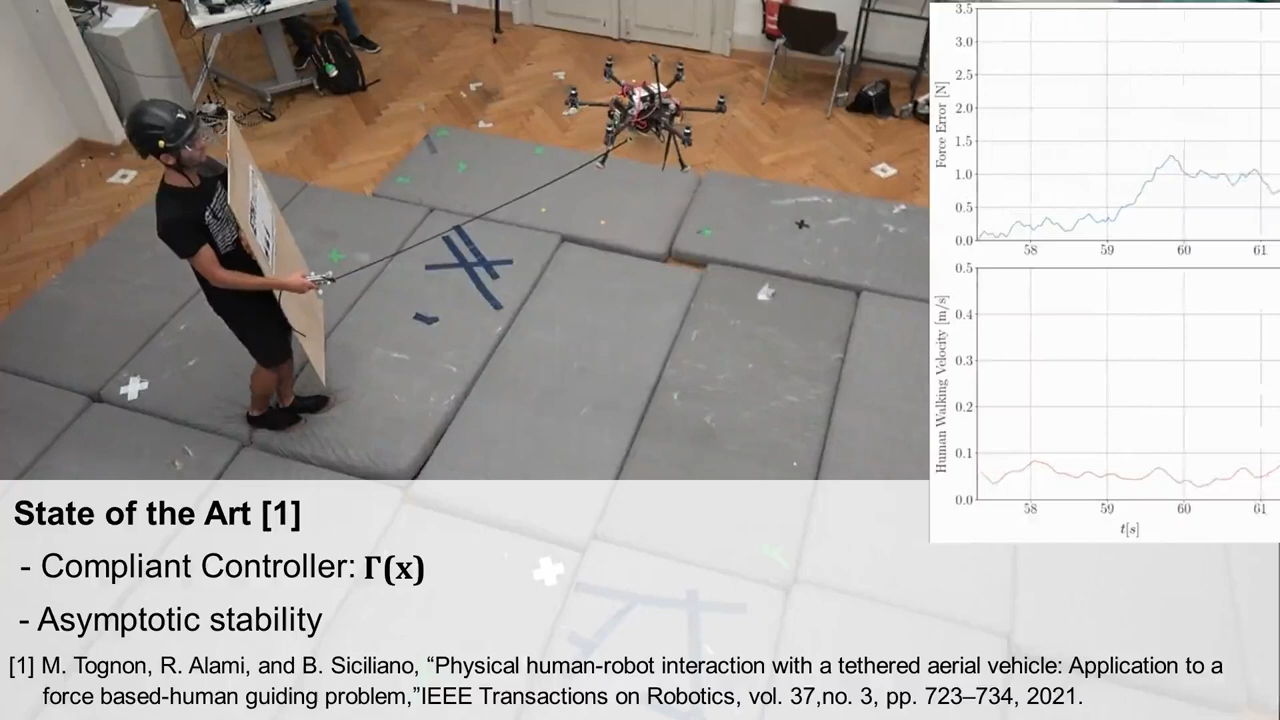 3.5
3.0
2.5
2.0
1.5
1.0
0.5
0.0
Force Error [N]
58 59 60 61
0.5
0.4
0.3
0.2
0.1
0.0
Human Walking Velocity [m/s]
58 59 60 61
t[s]
State of the Art [1]
- Compliant Controller: Γ(x)
- Asymptotic stability
[1] M. Tognon, R. Alami, and B. Siciliano, “Physical human-robot interaction with a tethered aerial vehicle: Application to a
force based-human guiding problem,”IEEE Transactions on Robotics, vol. 37,no. 3, pp. 723–734, 2021.